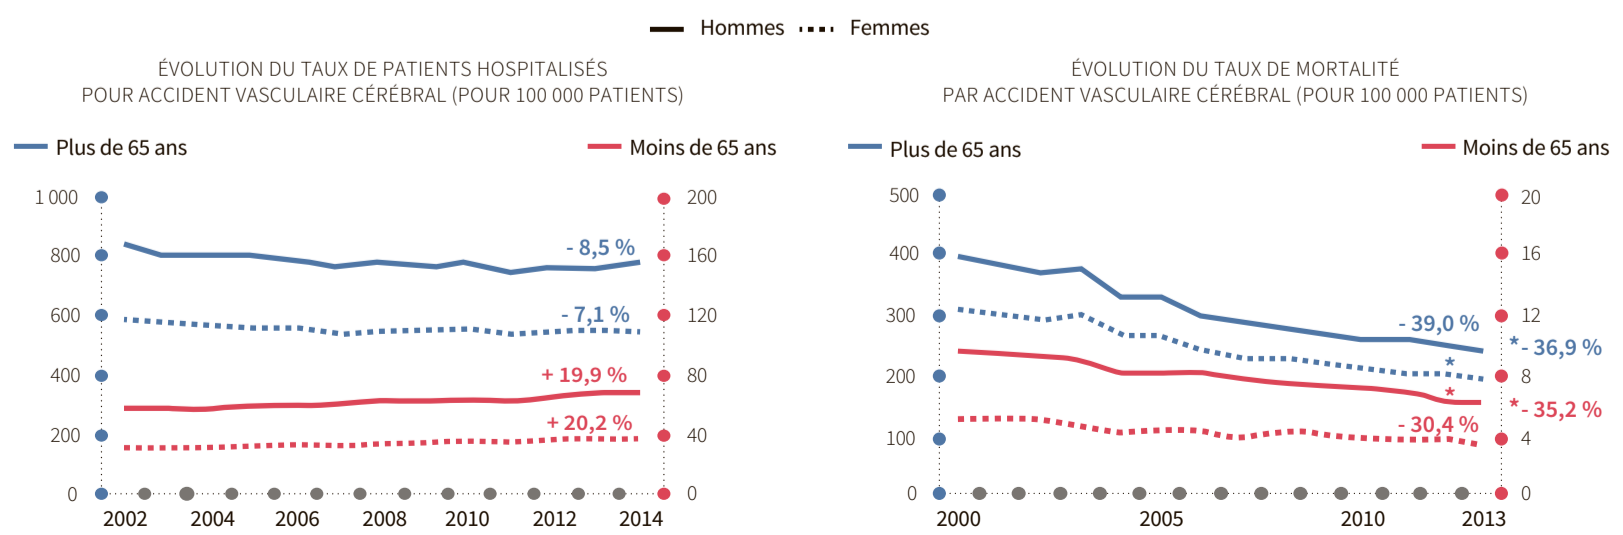 Hommes Femmes
ÉVOLUTION DU TAUX DE PATIENTS HOSPITALISÉS
POUR ACCIDENT VASCULAIRE CÉRÉBRAL (POUR 100 000 PATIENTS)
Plus de 65 ans Moins de 65 ans
1 000 200
800 160
600 120
400 80
200 40
0 0
- 8,5 %
- 7,1 %
+ 19,9 %
+ 20,2 %
2002 2004 2006 2008 2010 2012 2014
ÉVOLUTION DU TAUX DE MORTALITÉ
PAR ACCIDENT VASCULAIRE CÉRÉBRAL (POUR 100 000 PATIENTS)
Plus de 65 ans Moins de 65 ans
500 20
400 16
300 12
200 8
100 4
0 0
- 39,0 %
* - 36,9 %
*
*
* - 35,2 %
- 30,4 %
2000 2005 2010 2013